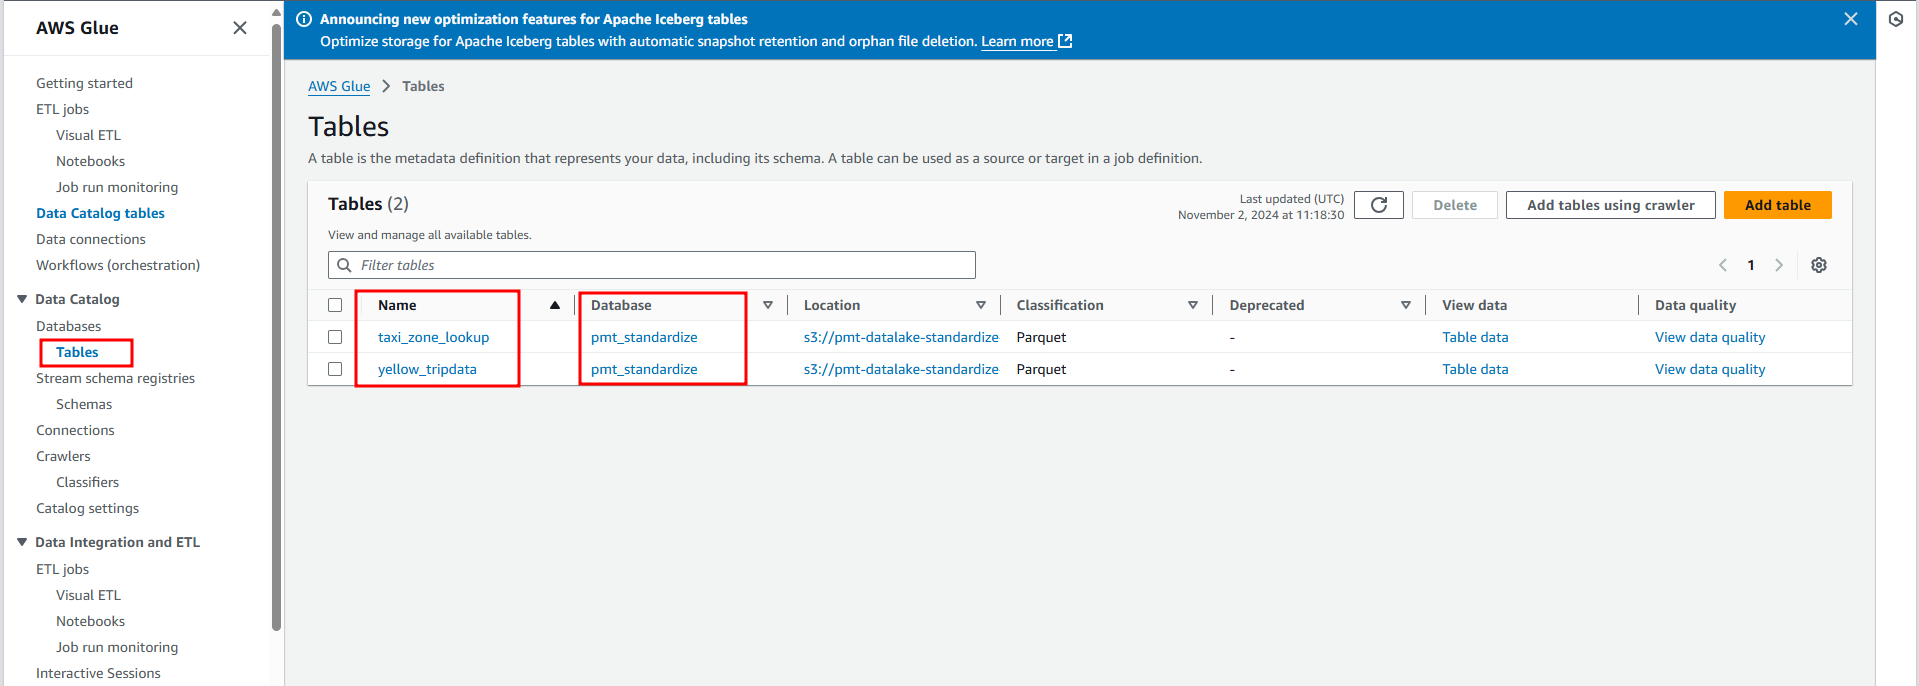 AWS Glue
Getting started
ETL jobs
Visual ETL
Notebooks
Job run monitoring
Data Catalog tables
Data connections
Workflows (orchestration)
Data Catalog
Databases
Tables
Stream schema registries
Schemas
Connections
Crawlers
Classifiers
Catalog settings
Data Integration and ETL
ETL jobs
Visual ETL
Notebooks
Job run monitoring
Interactive Sessions
Announcing new optimization features for Apache Iceberg tables
Optimize storage for Apache Iceberg tables with automatic snapshot retention and orphan file deletion. Learn more
AWS Glue > Tables
Tables
A table is the metadata definition that represents your data, including its schema. A table can be used as a source or target in a job definition.
Tables (2)
View and manage all available tables.
Last updated (UTC)
November 2, 2024 at 11:18:30
Delete
Add tables using crawler
Add table
Filter tables
1
Name Database Location Classification Deprecated View data Data quality
taxi_zone_lookup pmt_standardize s3://pmt-datalake-standardize Parquet - Table data View data quality
yellow_tripdata pmt_standardize s3://pmt-datalake-standardize Parquet - Table data View data quality